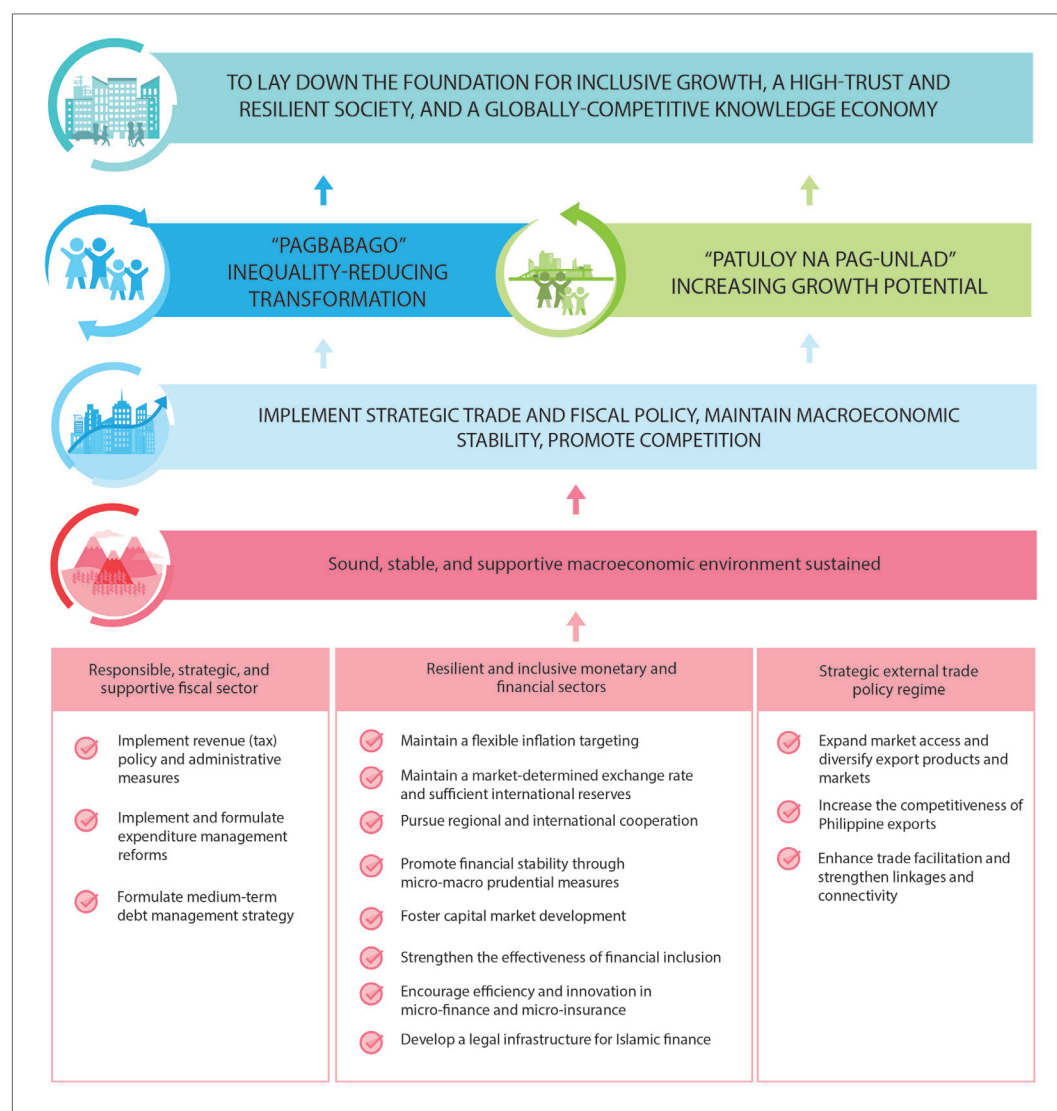 TO LAY DOWN THE FOUNDATION FOR INCLUSIVE GROWTH, A HIGH-TRUST AND
RESILIENT SOCIETY, AND A GLOBALLY-COMPETITIVE KNOWLEDGE ECONOMY
“PAGBABAGO”
INEQUALITY-REDUCING
TRANSFORMATION
“PATULOY NA PAG-UNLAD”
INCREASING GROWTH POTENTIAL
IMPLEMENT STRATEGIC TRADE AND FISCAL POLICY, MAINTAIN MACROECONOMIC
STABILITY, PROMOTE COMPETITION
Sound, stable, and supportive macroeconomic environment sustained
Responsible, strategic, and
supportive fiscal sector
Implement revenue (tax)
policy and administrative
measures
Implement and formulate
expenditure management
reforms
Formulate medium-term
debt management strategy
Resilient and inclusive monetary and
financial sectors
Maintain a flexible inflation targeting
Maintain a market-determined exchange rate
and sufficient international reserves
Pursue regional and international cooperation
Promote financial stability through
micro-macro prudential measures
Foster capital market development
Strengthen the effectiveness of financial inclusion
Encourage efficiency and innovation in
micro-finance and micro-insurance
Develop a legal infrastructure for Islamic finance
Strategic external trade
policy regime
Expand market access and
diversify export products and
markets
Increase the competitiveness of
Philippine exports
Enhance trade facilitation and
strengthen linkages and
connectivity